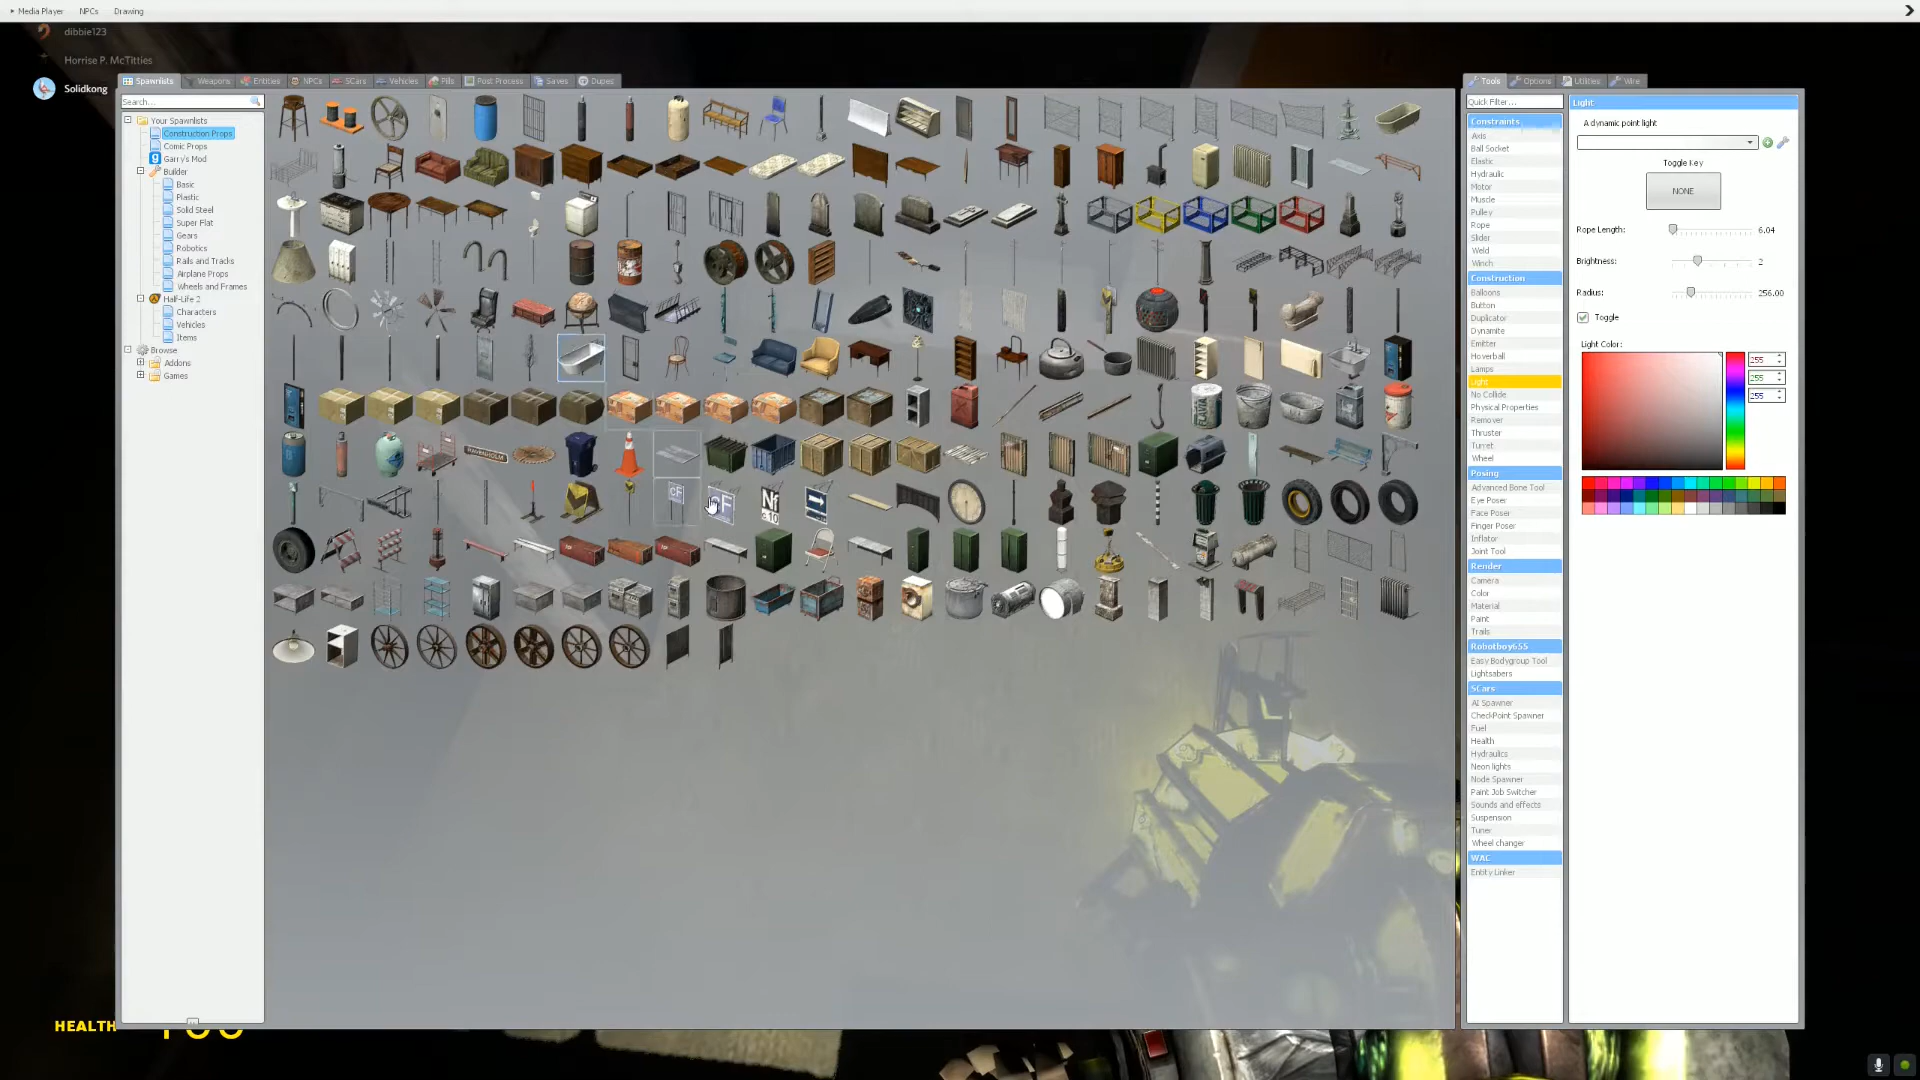 Media Player NPCs Drawing
dibbie123
Horrise P. McTitties
Solidkong
Spawnlists Weapons Entities NPCs SCars Vehicles Fills Post Process Saves Dupes
Search...
Your Spawnlists
Construction Props
Comic Props
Garry's Mod
Builder
Basic
Plastic
Solid Steel
Super Flat
Gears
Robotics
Rails and Tracks
Airplane Props
Wheels and Frames
Half-Life 2
Characters
Vehicles
Items
Browse
Addons
Games
RAVENHOLM
cF
cF
Nf
c10
HEALTH
100
Tools Options Utilities Wire
Quick Filter...
Constraints
Axis
Ball Socket
Elastic
Hydraulic
Motor
Muscle
Pulley
Rope
Slider
Weld
Winch
Construction
Balloons
Button
Duplicator
Dynamite
Emitter
Hoverball
Lamps
Light
No Collide
Physical Properties
Remover
Thruster
Turret
Wheel
Posing
Advanced Bone Tool
Eye Poser
Face Poser
Finger Poser
Inflator
Joint Tool
Render
Camera
Color
Material
Paint
Trails
Robotboy655
Easy Bodygroup Tool
Lightsabers
SCars
AI Spawner
CheckPoint Spawner
Fuel
Health
Hydraulics
Neon lights
Node Spawner
Paint Job Switcher
Sounds and effects
Suspension
Tuner
Wheel changer
WAC
Entity Linker
Light
A dynamic point light
Toggle Key
NONE
Rope Length: 6.04
Brightness: 2
Radius: 256.00
Toggle
Light Color:
255
255
255